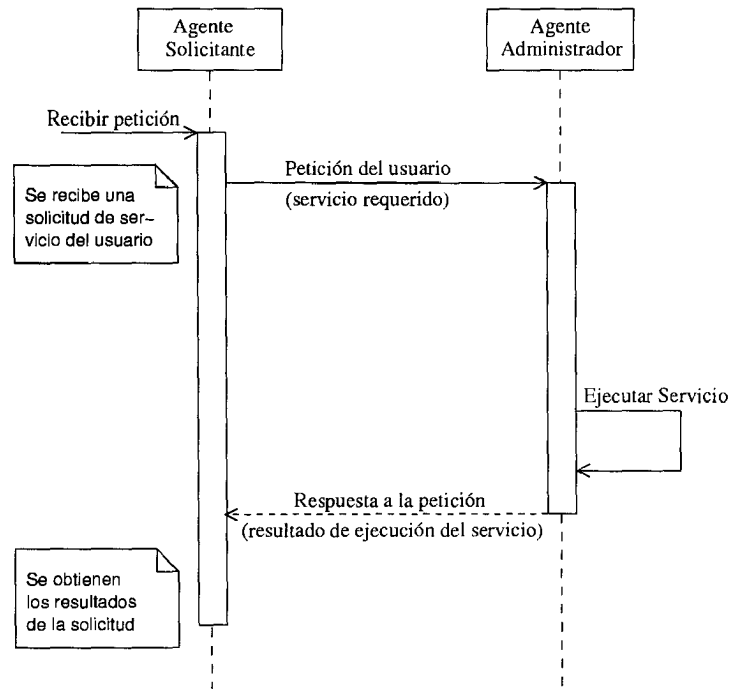 Agente
Solicitante
Agente
Administrador
Recibir petición
Petición del usuario
(servicio requerido)
Se recibe una
solicitud de ser–
vicio del usuario
Ejecutar Servicio
Respuesta a la petición
(resultado de ejecución del servicio)
Se obtienen
los resultados
de la solicitud